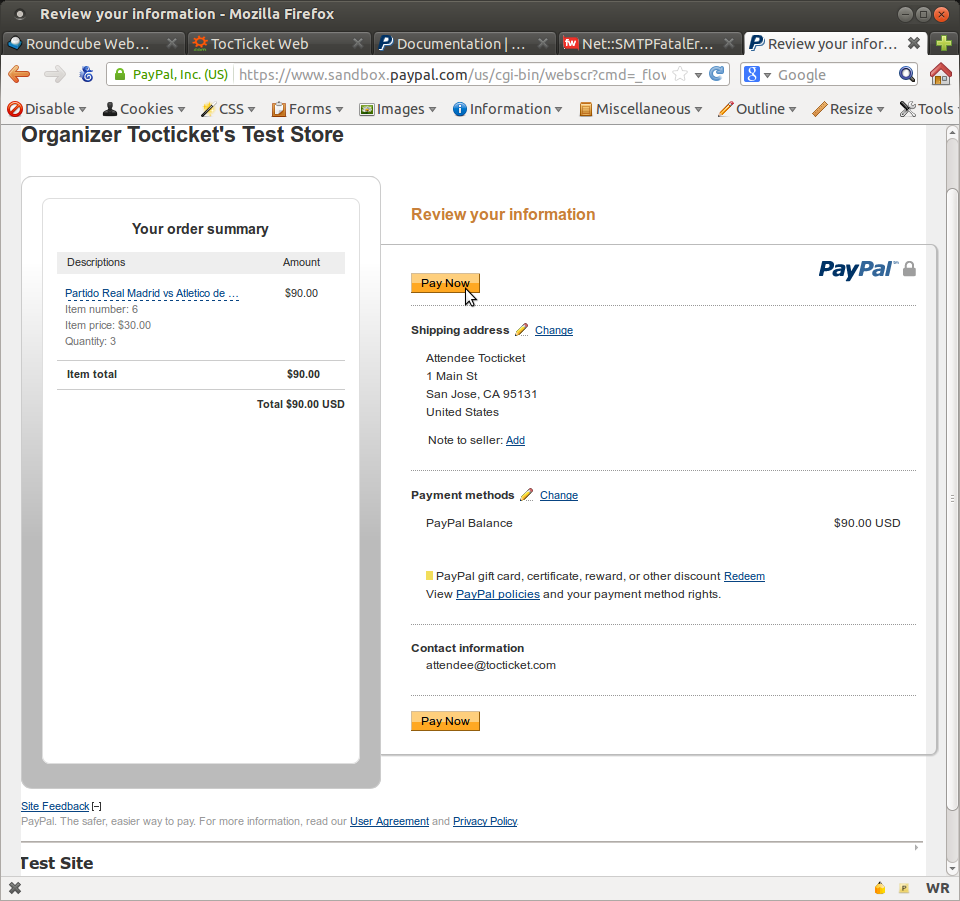 Review your information - Mozilla Firefox
Roundcube Web... TocTicket Web Documentation | ... Net::SMTPFatalEr... Review your infor...
PayPal, Inc. (US) https://www.sandbox.paypal.com/us/cgi-bin/webscr?cmd=_flov Google
Disable Cookies CSS Forms Images Information Miscellaneous Outline Resize Tools
Organizer Tocticket's Test Store
Your order summary
Descriptions Amount
Partido Real Madrid vs Atletico de ... $90.00
Item number: 6
Item price: $30.00
Quantity: 3
Item total $90.00
Total $90.00 USD
Review your information
PayPal™
Pay Now
Shipping address Change
Attendee Tocticket
1 Main St
San Jose, CA 95131
United States
Note to seller: Add
Payment methods Change
PayPal Balance $90.00 USD
PayPal gift card, certificate, reward, or other discount Redeem
View PayPal policies and your payment method rights.
Contact information
attendee@tocticket.com
Pay Now
Site Feedback [–]
PayPal. The safer, easier way to pay. For more information, read our User Agreement and Privacy Policy.
Test Site
WR